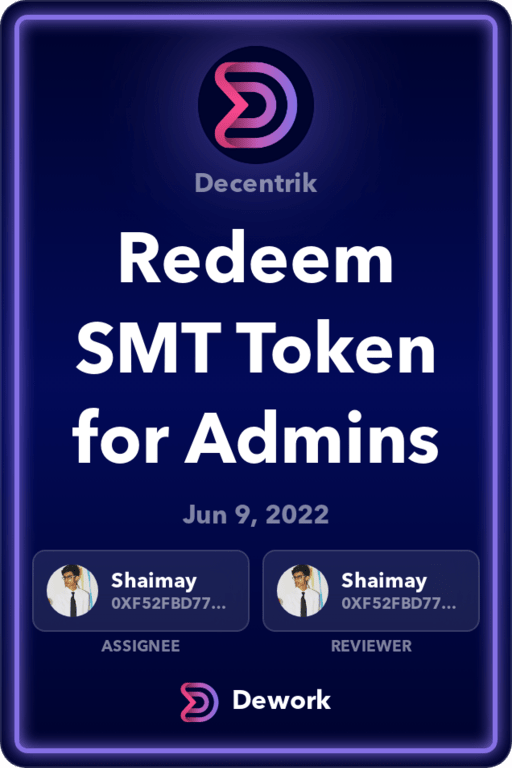 Decentrik
Redeem
SMT Token
for Admins
Jun 9, 2022
Shaimay
0XF52FBD77...
ASSIGNEE
Shaimay
0XF52FBD77...
REVIEWER
Dework